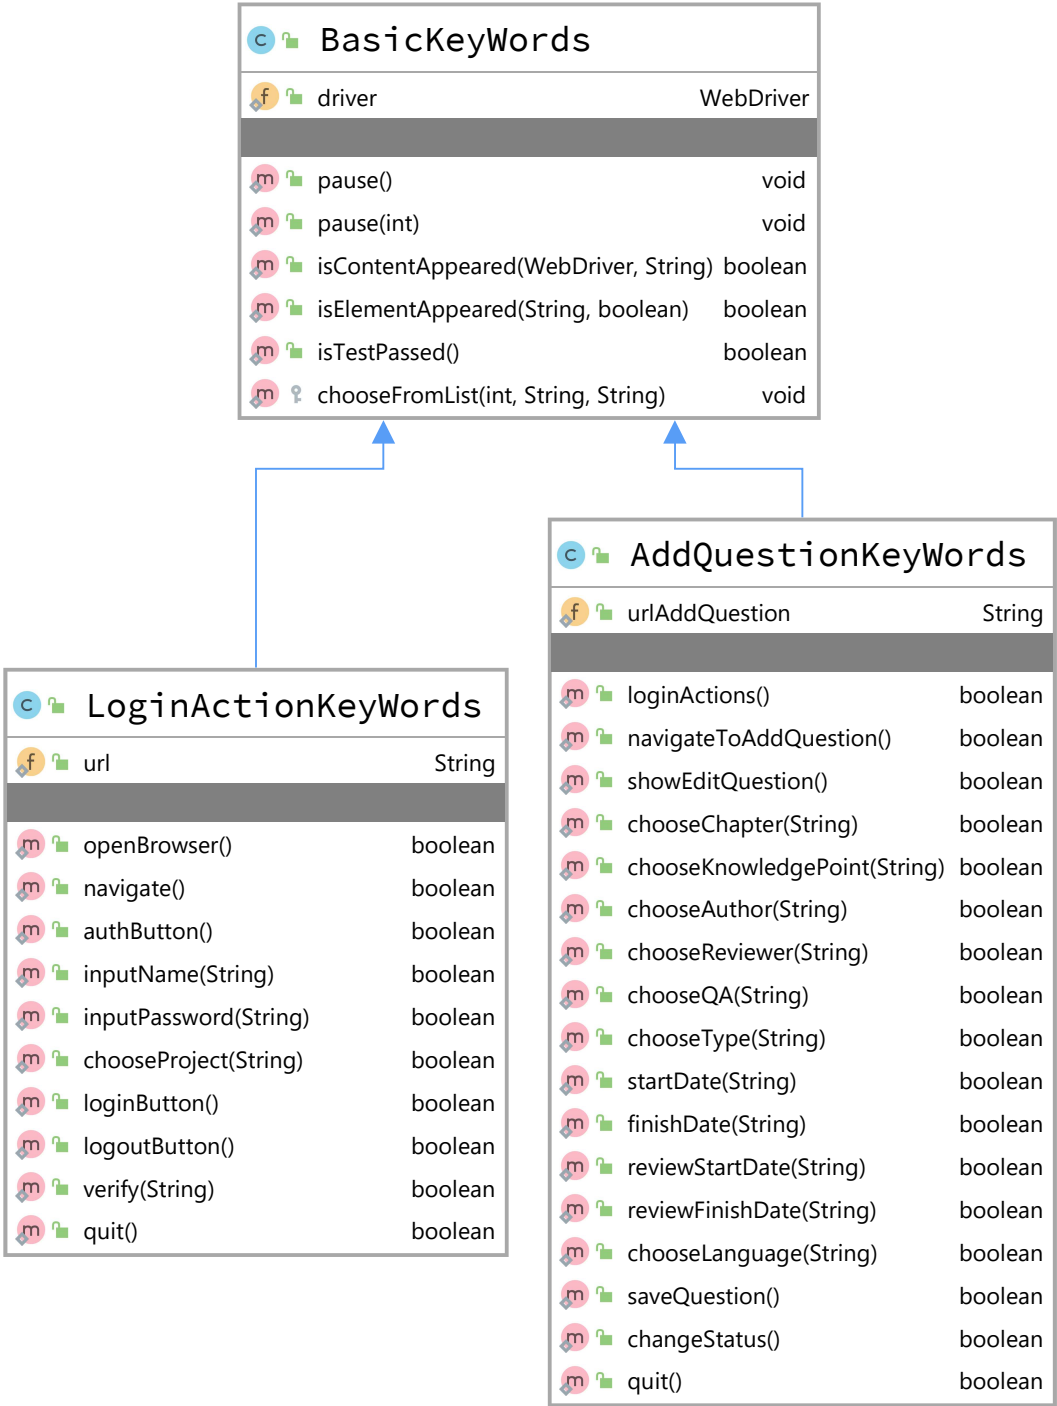 BasicKeyWords
driver WebDriver
pause() void
pause(int) void
isContentAppeared(WebDriver, String) boolean
isElementAppeared(String, boolean) boolean
isTestPassed() boolean
chooseFromList(int, String, String) void
LoginActionKeyWords
url String
openBrowser() boolean
navigate() boolean
authButton() boolean
inputName(String) boolean
inputPassword(String) boolean
chooseProject(String) boolean
loginButton() boolean
logoutButton() boolean
verify(String) boolean
quit() boolean
AddQuestionKeyWords
urlAddQuestion String
loginActions() boolean
navigateToAddQuestion() boolean
showEditQuestion() boolean
chooseChapter(String) boolean
chooseKnowledgePoint(String) boolean
chooseAuthor(String) boolean
chooseReviewer(String) boolean
chooseQA(String) boolean
chooseType(String) boolean
startDate(String) boolean
finishDate(String) boolean
reviewStartDate(String) boolean
reviewFinishDate(String) boolean
chooseLanguage(String) boolean
saveQuestion() boolean
changeStatus() boolean
quit() boolean